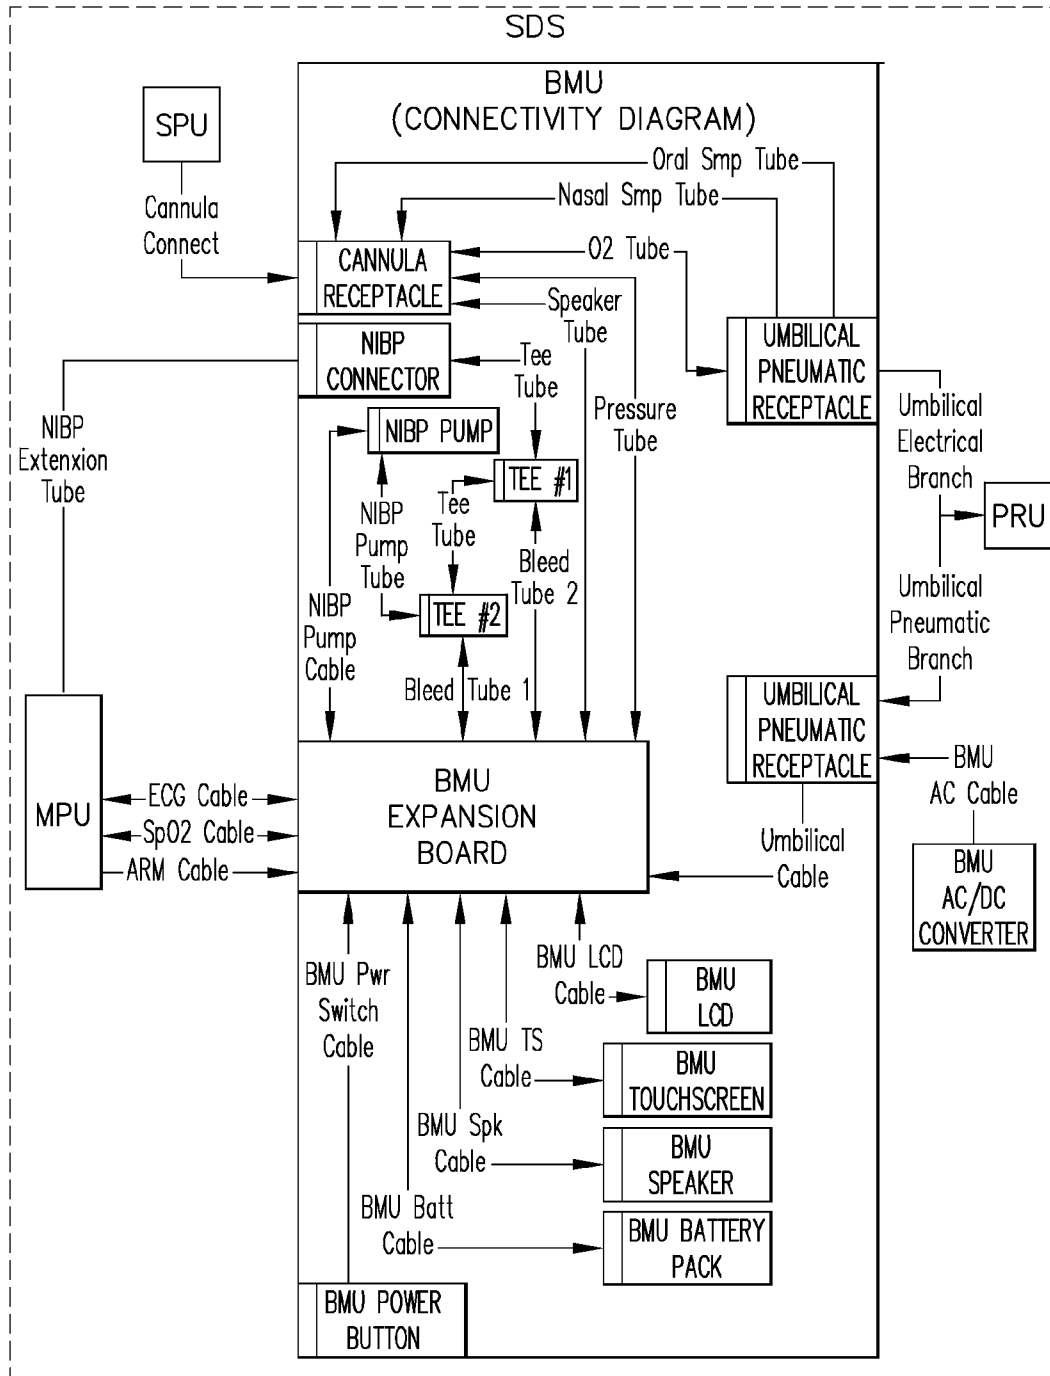 SDS
BMU
(CONNECTIVITY DIAGRAM)
SPU
Cannula
Connect
Oral Smp Tube
Nasal Smp Tube
O2 Tube
CANNULA
RECEPTACLE
Speaker
Tube
NIBP
CONNECTOR
Tee
Tube
UMBILICAL
PNEUMATIC
RECEPTACLE
Pressure
Tube
NIBP
Extenxion
Tube
NIBP PUMP
TEE #1
Tee
Tube
NIBP
Pump
Tube
Bleed
Tube 2
Umbilical
Electrical
Branch
PRU
TEE #2
NIBP
Pump
Cable
Bleed Tube 1
Umbilical
Pneumatic
Branch
UMBILICAL
PNEUMATIC
RECEPTACLE
MPU
ECG Cable
SpO2 Cable
ARM Cable
BMU
EXPANSION
BOARD
BMU
AC Cable
Umbilical
Cable
BMU
AC/DC
CONVERTER
BMU Pwr
Switch
Cable
BMU LCD
Cable
BMU
LCD
BMU TS
Cable
BMU
TOUCHSCREEN
BMU Spk
Cable
BMU
SPEAKER
BMU Batt
Cable
BMU BATTERY
PACK
BMU POWER
BUTTON